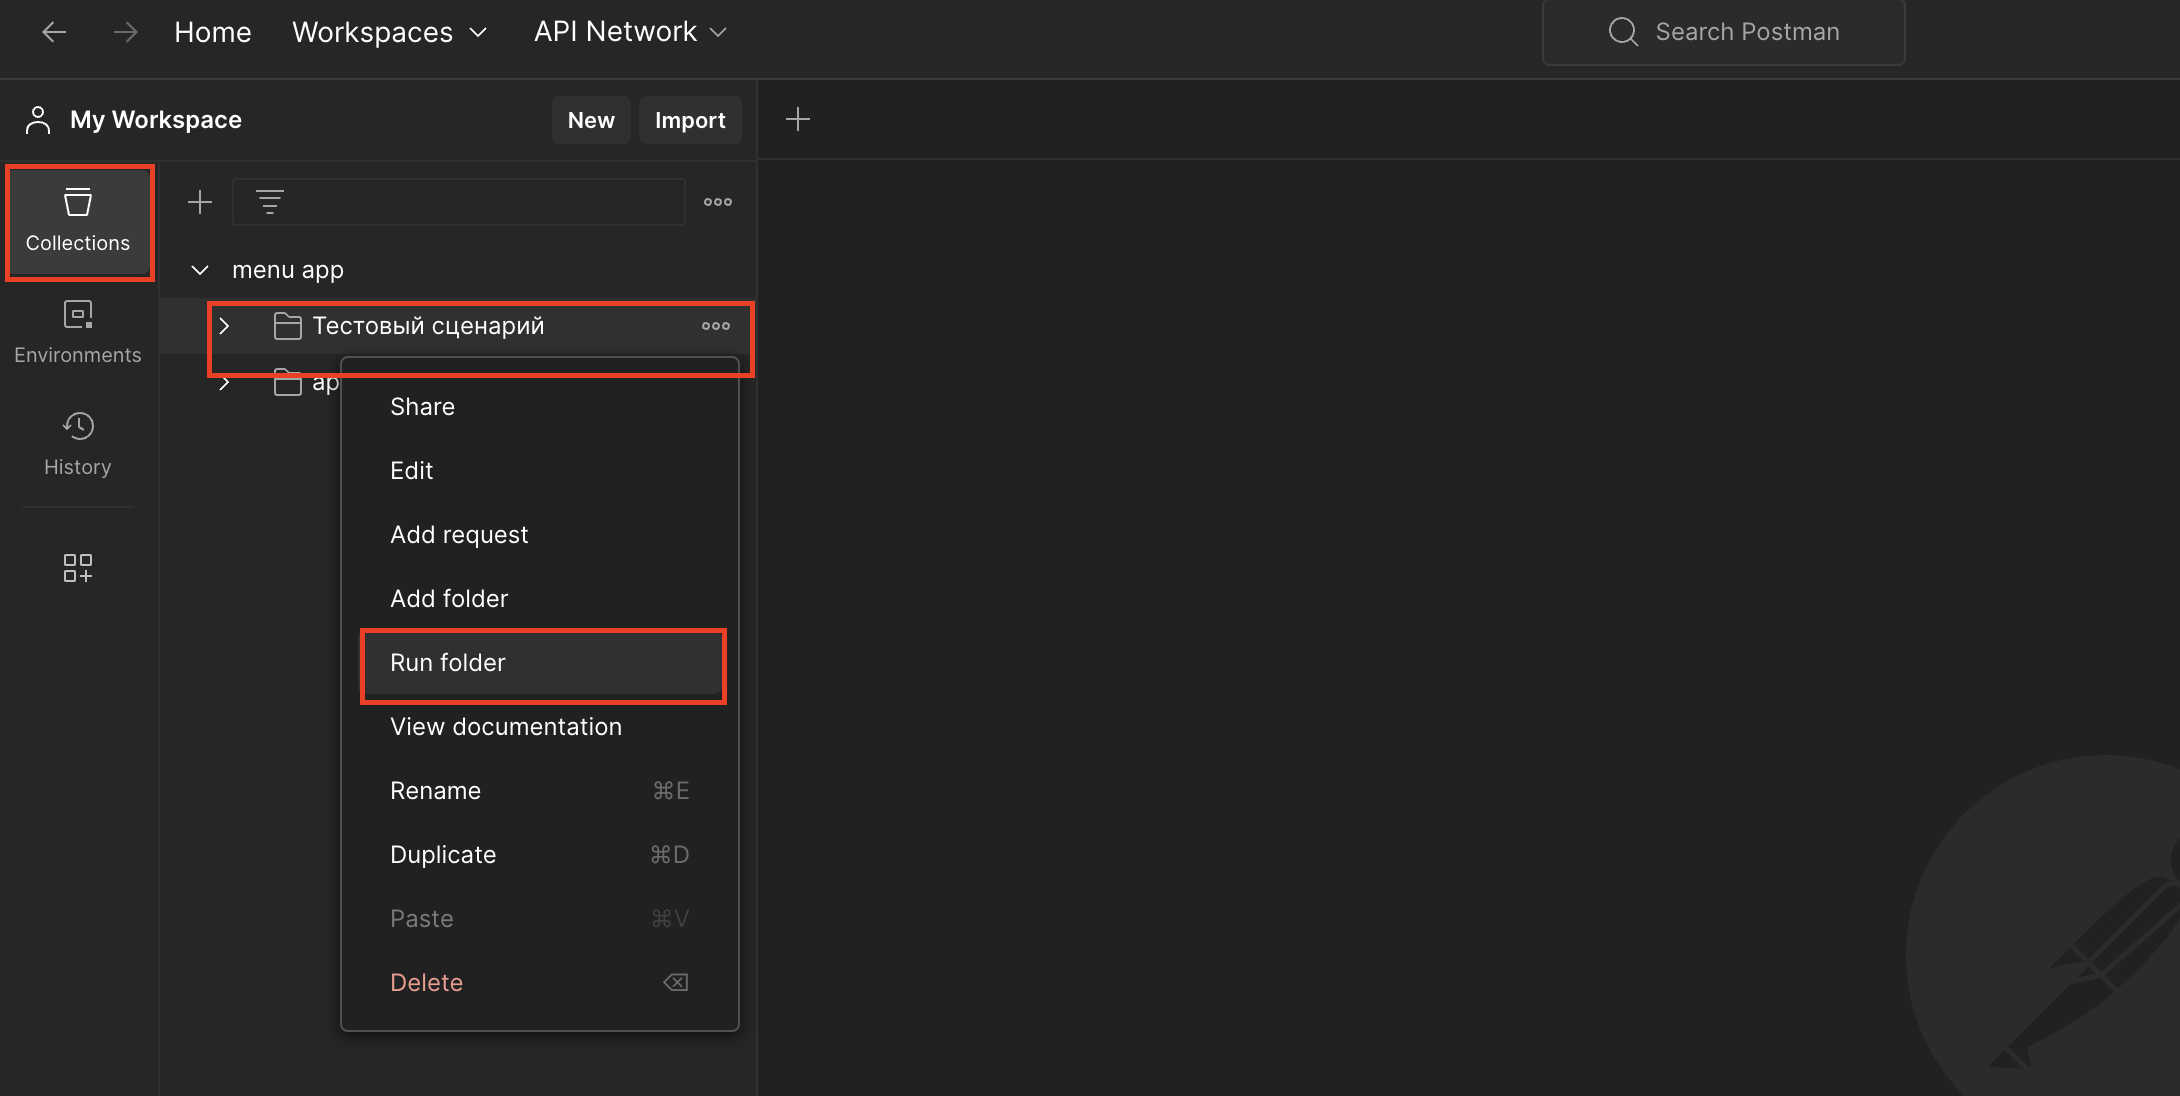 Home Workspaces API Network Search Postman
My Workspace New Import
Collections
Environments
History
menu app
Тестовый сценарий
ap
Share
Edit
Add request
Add folder
Run folder
View documentation
Rename ⌘E
Duplicate ⌘D
Paste ⌘V
Delete ⌫